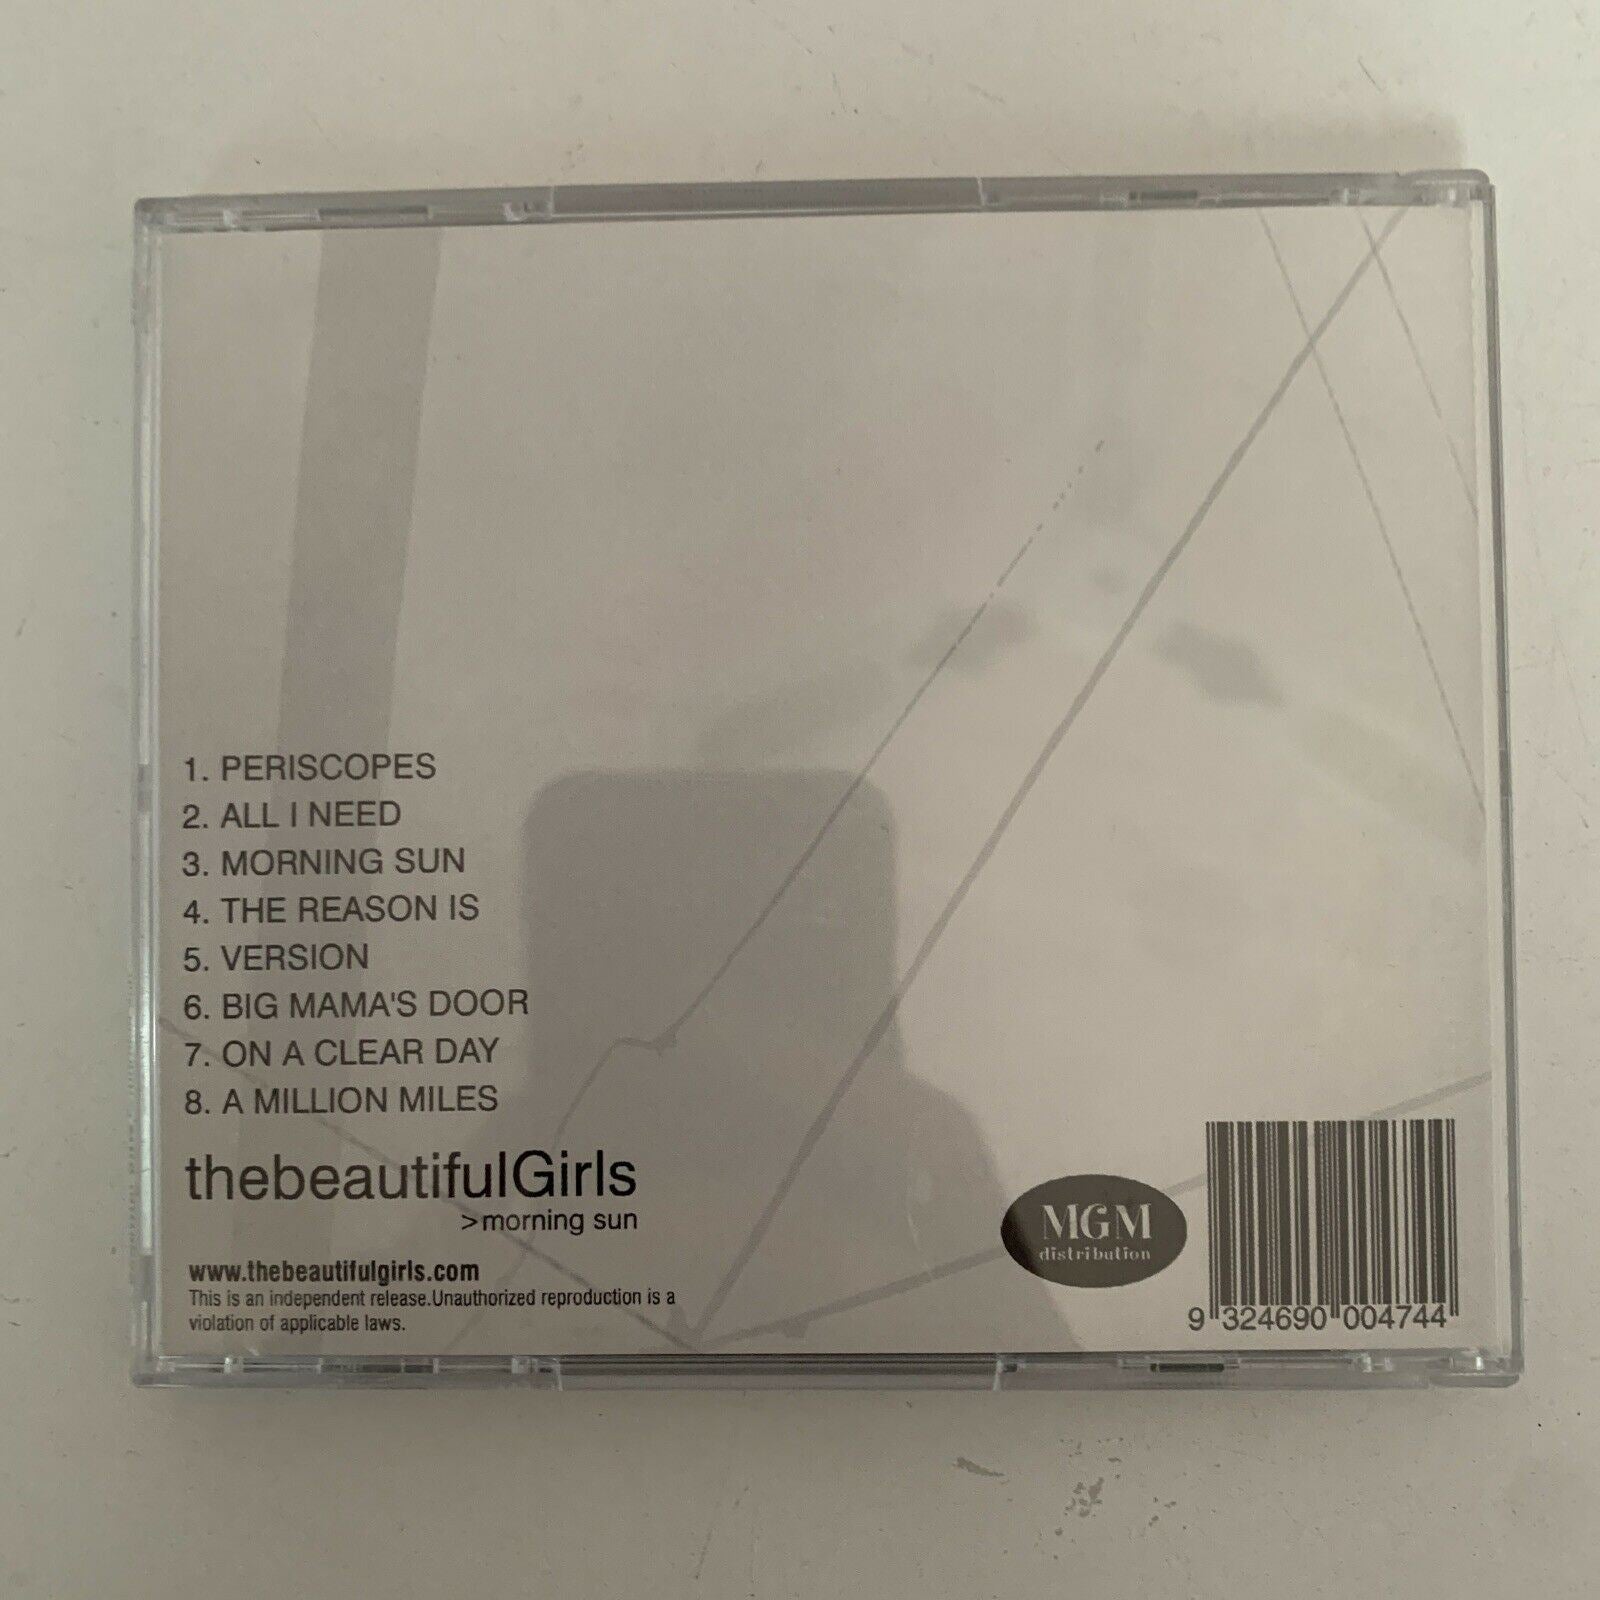 1. PERISCOPES
2. ALL I NEED
3. MORNING SUN
4. THE REASON IS
5. VERSION
6. BIG MAMA'S DOOR
7. ON A CLEAR DAY
8. A MILLION MILES
thebeautifulGirls
>morning sun
www.thebeautifulgirls.com
This is an independent release.Unauthorized reproduction is a
violation of applicable laws.
MGM
distribution
9 324690 004744